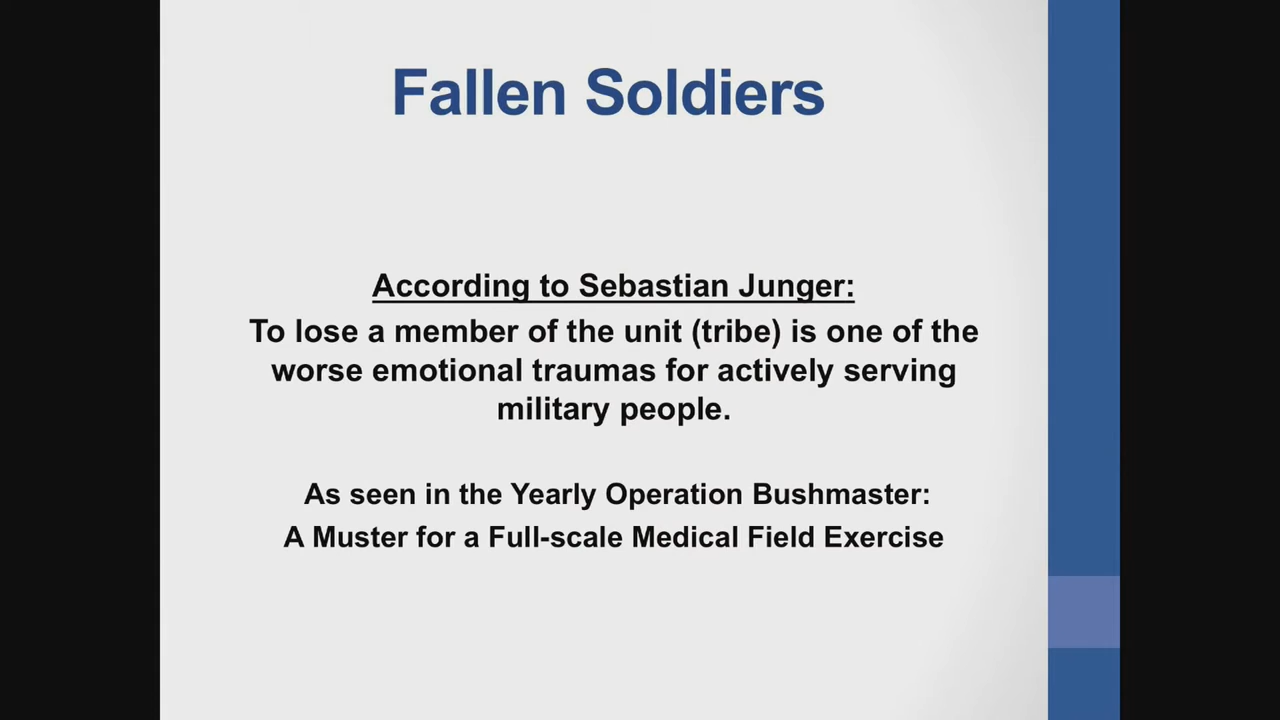 Fallen Soldiers
According to Sebastian Junger:
To lose a member of the unit (tribe) is one of the
worse emotional traumas for actively serving
military people.
As seen in the Yearly Operation Bushmaster:
A Muster for a Full-scale Medical Field Exercise